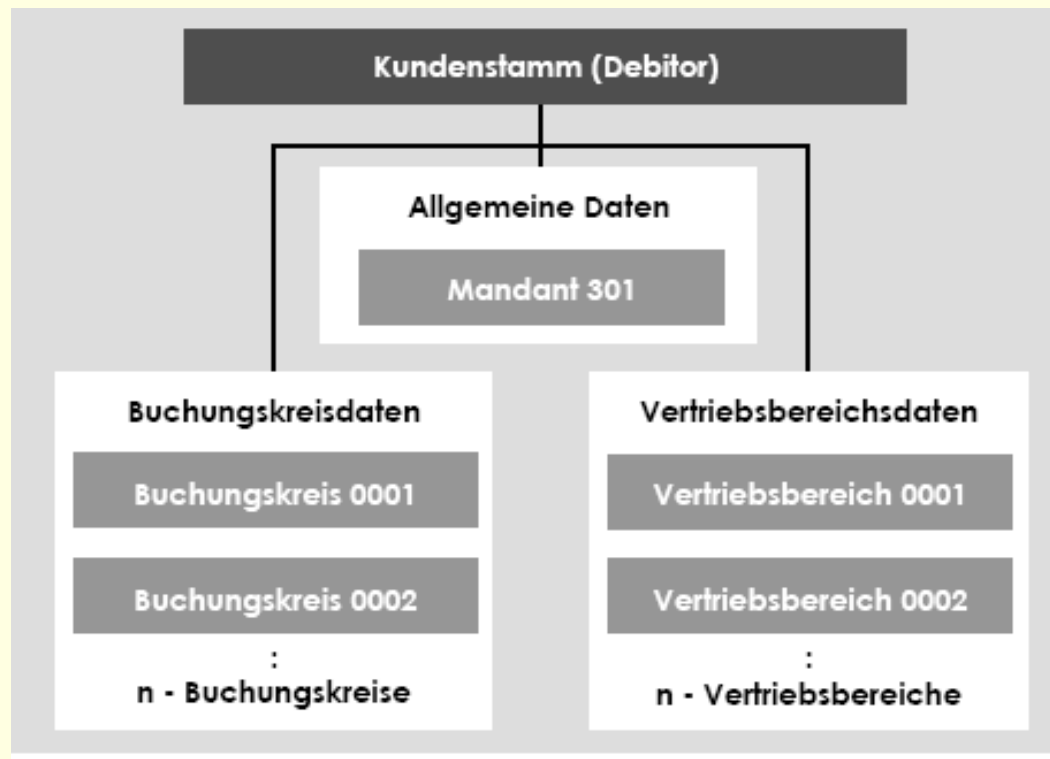 Kundenstamm (Debitor)
Allgemeine Daten
Mandant 301
Buchungskreisdaten
Buchungskreis 0001
Buchungskreis 0002
:
n - Buchungskreise
Vertriebsbereichsdaten
Vertriebsbereich 0001
Vertriebsbereich 0002
:
n - Vertriebsbereiche